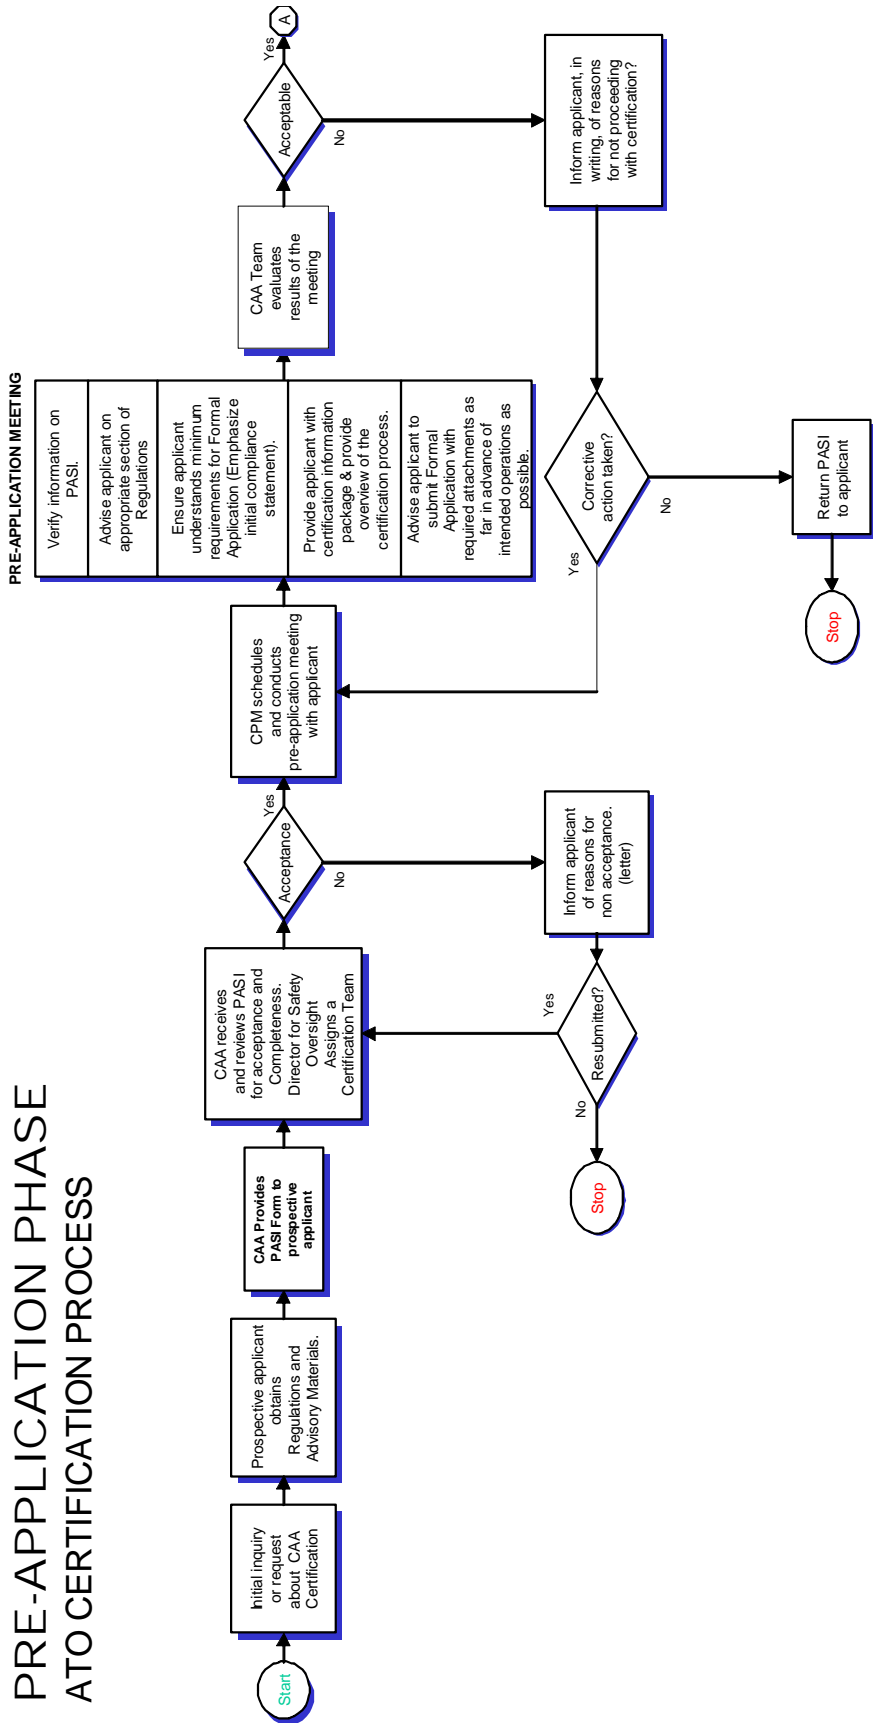 PRE-APPLICATION PHASE
ATO CERTIFICATION PROCESS
Start
Initial inquiry
or request
about CAA
Certification
Prospective applicant
obtains
Regulations and
Advisory Materials.
CAA Provides
PASI Form to
prospective
applicant
CAA receives
and reviews PASI
for acceptance and
Completeness.
Director for Safety
Oversight
Assigns a
Certification Team
Acceptance
Yes
No
Inform applicant
of reasons for
non acceptance.
(letter)
Resubmitted?
Yes
No
Stop
CPM schedules
and conducts
pre-application meeting
with applicant
PRE-APPLICATION MEETING
Verify information on
PASI.
Advise applicant on
appropriate section of
Regulations
Ensure applicant
understands minimum
requirements for Formal
Application (Emphasize
initial compliance
statement).
Provide applicant with
certification information
package & provide
overview of the
certification process.
Advise applicant to
submit Formal
Application with
required attachments as
far in advance of
intended operations as
possible.
CAA Team
evaluates
results of the
meeting
Acceptable
Yes
A
No
Inform applicant, in
writing, of reasons
for not proceeding
with certification?
Corrective
action taken?
Yes
No
Return PASI
to applicant
Stop